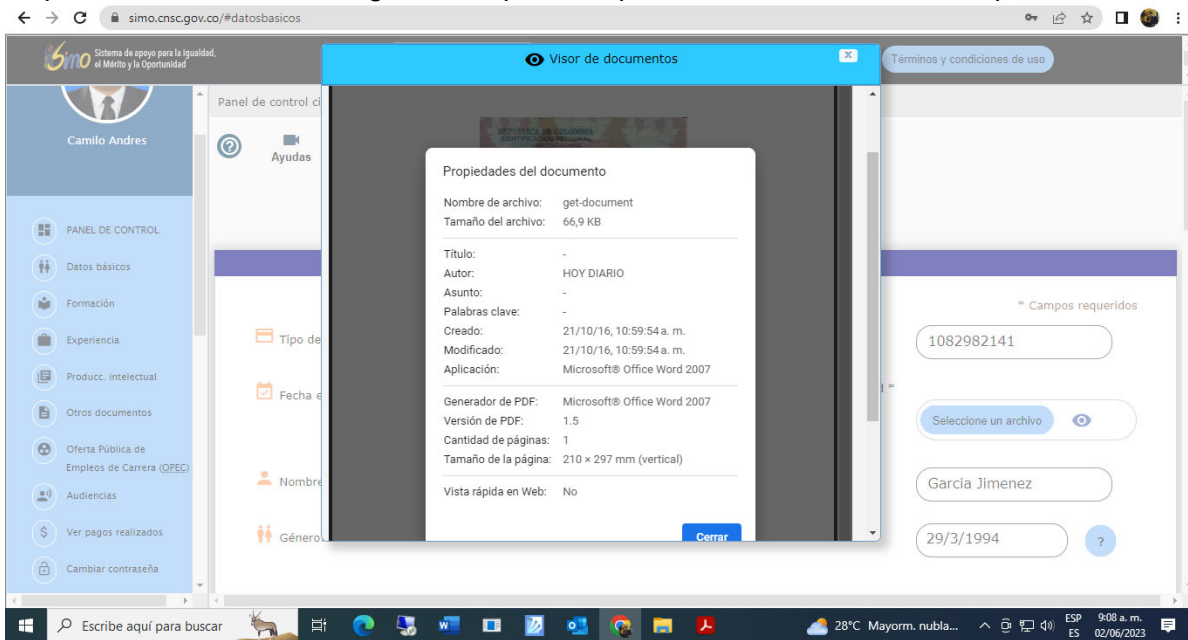 simo.cnsc.gov.co/#datosbasicos
Simo Sistema de apoyo para la Igualdad,
el Mérito y la Oportunidad
Visor de documentos
Términos y condiciones de uso
Panel de control ci
Camilo Andres
Ayudas
REPUBLICA DE COLOMBIA
IDENTIFICACION PERSONAL
Propiedades del documento
Nombre de archivo: get-document
Tamaño del archivo: 66,9 KB
Título: -
Autor: HOY DIARIO
Asunto: -
Palabras clave: -
Creado: 21/10/16, 10:59:54 a. m.
Modificado: 21/10/16, 10:59:54 a. m.
Aplicación: Microsoft® Office Word 2007
Generador de PDF: Microsoft® Office Word 2007
Versión de PDF: 1.5
Cantidad de páginas: 1
Tamaño de la página: 210 × 297 mm (vertical)
Vista rápida en Web: No
Cerrar
PANEL DE CONTROL
Datos básicos
Formación
Experiencia
Producc. intelectual
Otros documentos
Oferta Pública de
Empleos de Carrera (OPEC)
Audiencias
Ver pagos realizados
Cambiar contraseña
* Campos requeridos
Tipo de
1082982141
Fecha e
Seleccione un archivo
Nombre
Garcia Jimenez
Género
29/3/1994
?
Escribe aquí para buscar
28°C Mayorm. nubla...
ESP
ES
9:08 a. m.
02/06/2023